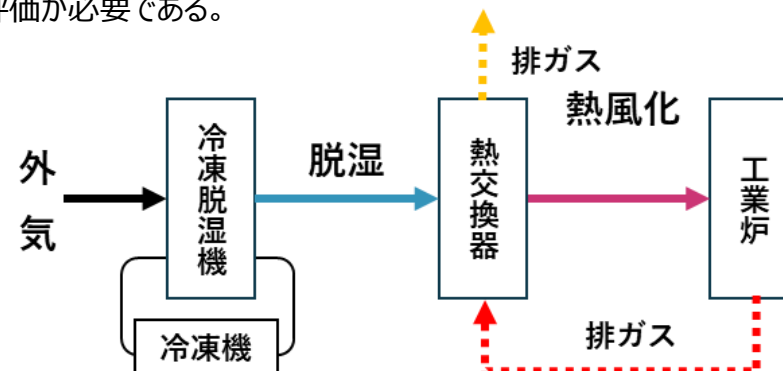 評価が必要である。
排ガス
熱風化
外気
冷凍脱湿機
脱湿
熱交換器
工業炉
排ガス
冷凍機